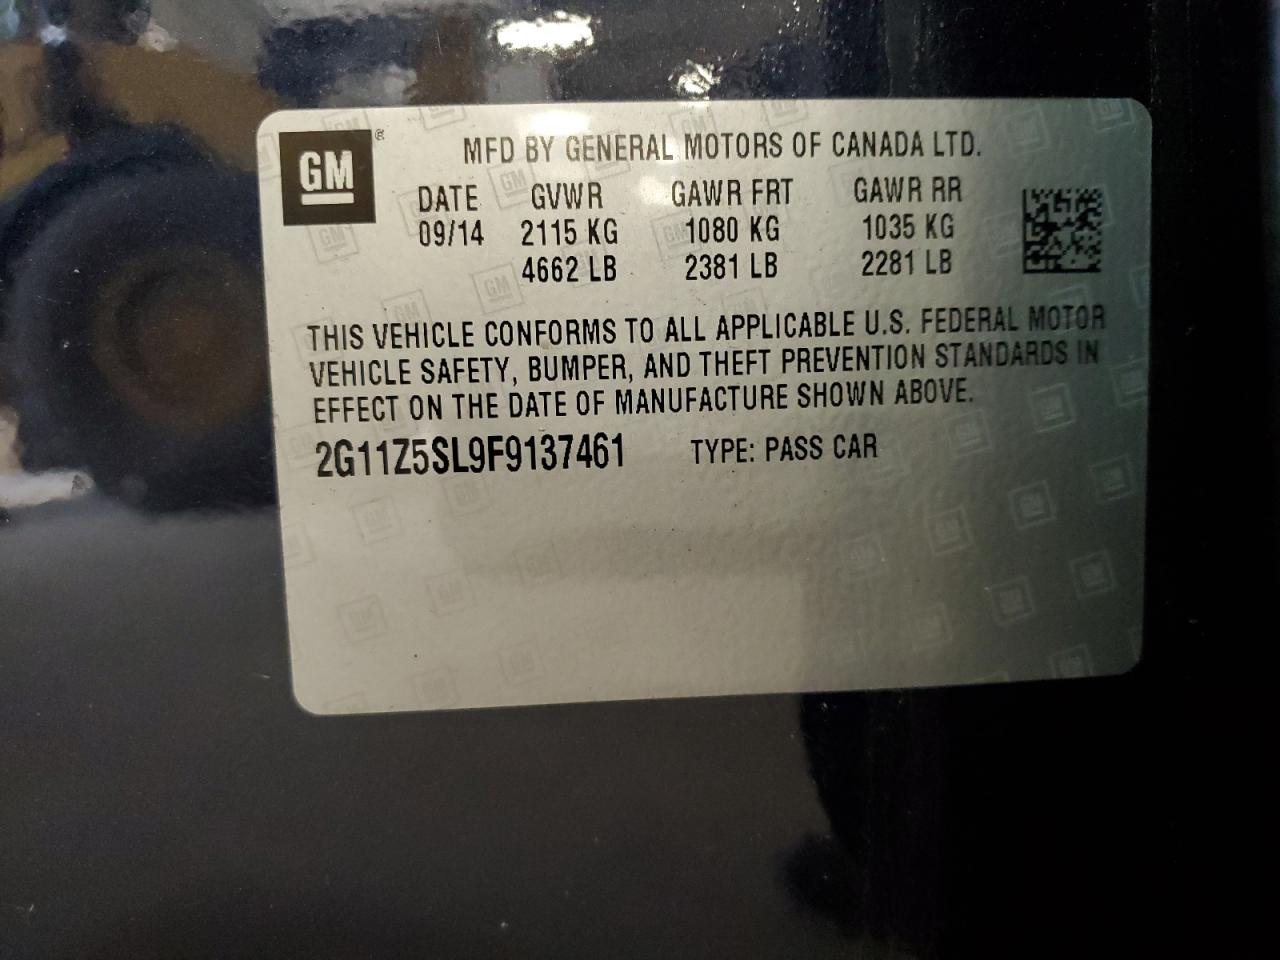 GM®
MFD BY GENERAL MOTORS OF CANADA LTD.
DATE GVWR GAWR FRT GAWR RR
09/14 2115 KG 1080 KG 1035 KG
4662 LB 2381 LB 2281 LB
THIS VEHICLE CONFORMS TO ALL APPLICABLE U.S. FEDERAL MOTOR
VEHICLE SAFETY, BUMPER, AND THEFT PREVENTION STANDARDS IN
EFFECT ON THE DATE OF MANUFACTURE SHOWN ABOVE.
2G11Z5SL9F9137461 TYPE: PASS CAR